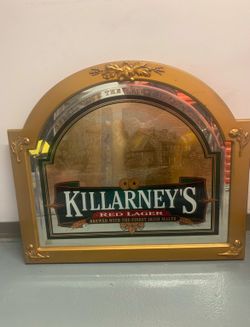 KILLARNEY'S
RED LAGER
BREWED WITH THE FINEST IRISH MALTS